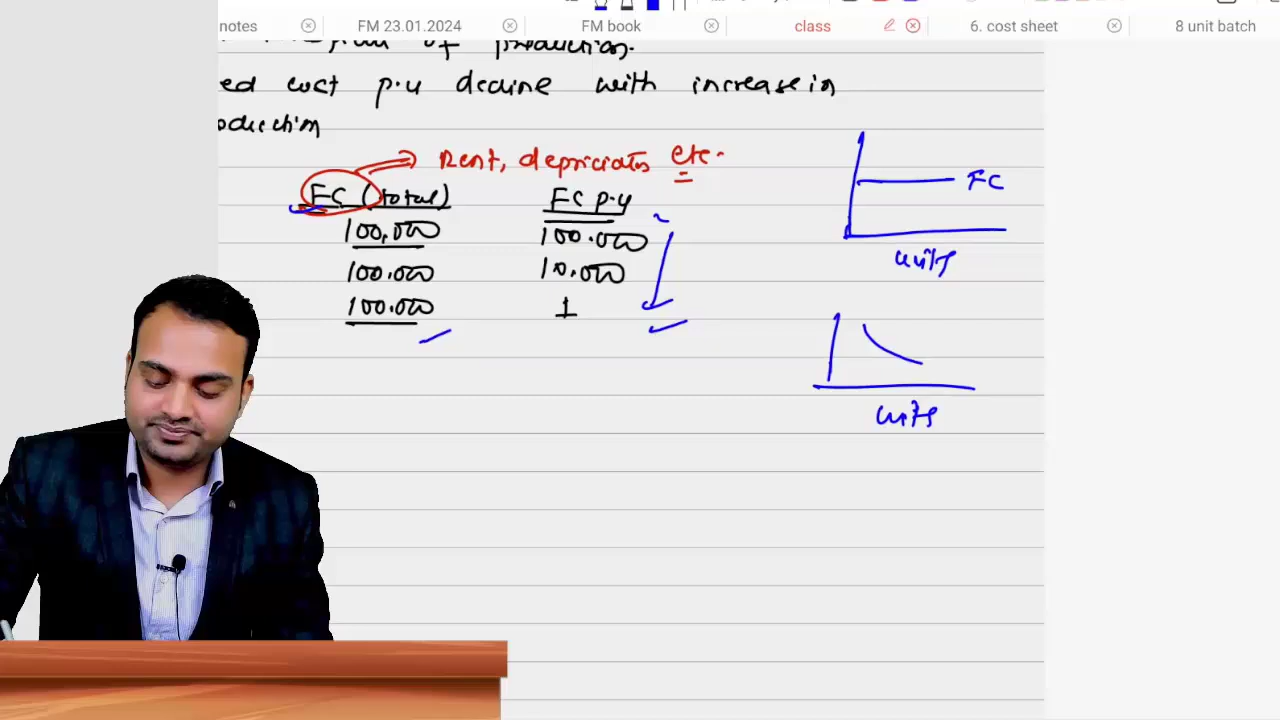 notes FM 23.01.2024 FM book class 6. cost sheet 8 unit batch
of production.
ed cost p.u decline with increase in
oduction
Rent, depriciation etc.
FC (total) FC p.u
100,000 100.000
100.000 10.000
100.000 1
FC
units
units